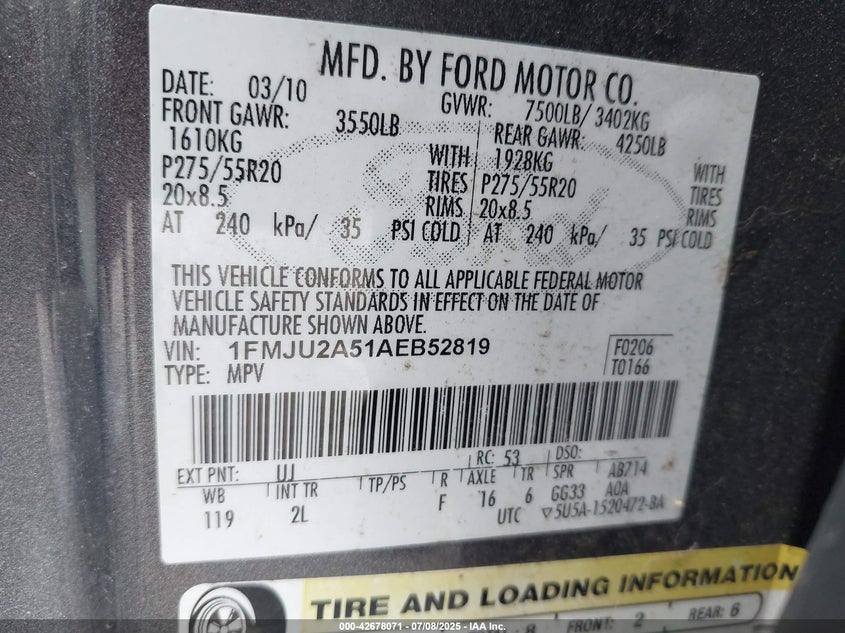 MFD. BY FORD MOTOR CO.
DATE: 03/10 GVWR: 7500LB/ 3402KG
FRONT GAWR: 3550LB REAR GAWR: 4250LB
1610KG WITH 1928KG WITH
P275/55R20 TIRES P275/55R20 TIRES
20x8.5 RIMS 20x8.5 RIMS
AT 240 kPa/ 35 PSI COLD AT 240 kPa/ 35 PSI COLD
THIS VEHICLE CONFORMS TO ALL APPLICABLE FEDERAL MOTOR
VEHICLE SAFETY STANDARDS IN EFFECT ON THE DATE OF
MANUFACTURE SHOWN ABOVE.
VIN: 1FMJU2A51AEB52819 F0206
TYPE: MPV T0166
EXT PNT: UJ RC: 53 DSO:
WB INT TR TP/PS R AXLE TR SPR AB714
119 2L F 16 6 GG33 AOA
UTC ▽5U5A-1520472-BA
TIRE AND LOADING INFORMATION
8 FRONT: 2 REAR: 6
000-42678071 - 07/08/2025 - IAA Inc.